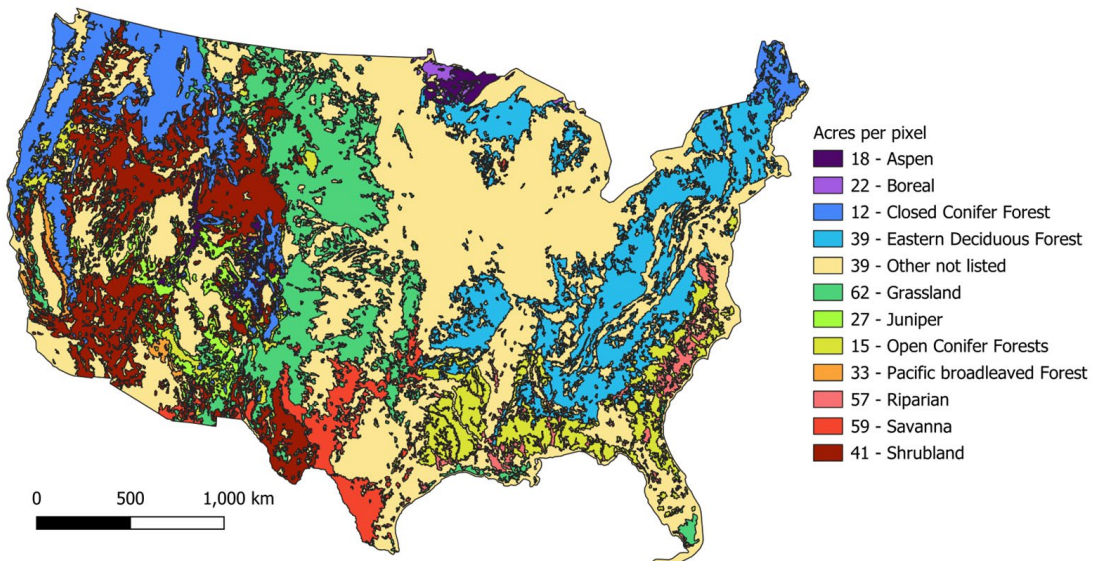 Acres per pixel
18 - Aspen
22 - Boreal
12 - Closed Conifer Forest
39 - Eastern Deciduous Forest
39 - Other not listed
62 - Grassland
27 - Juniper
15 - Open Conifer Forests
33 - Pacific broadleaved Forest
57 - Riparian
59 - Savanna
41 - Shrubland
0 500 1,000 km